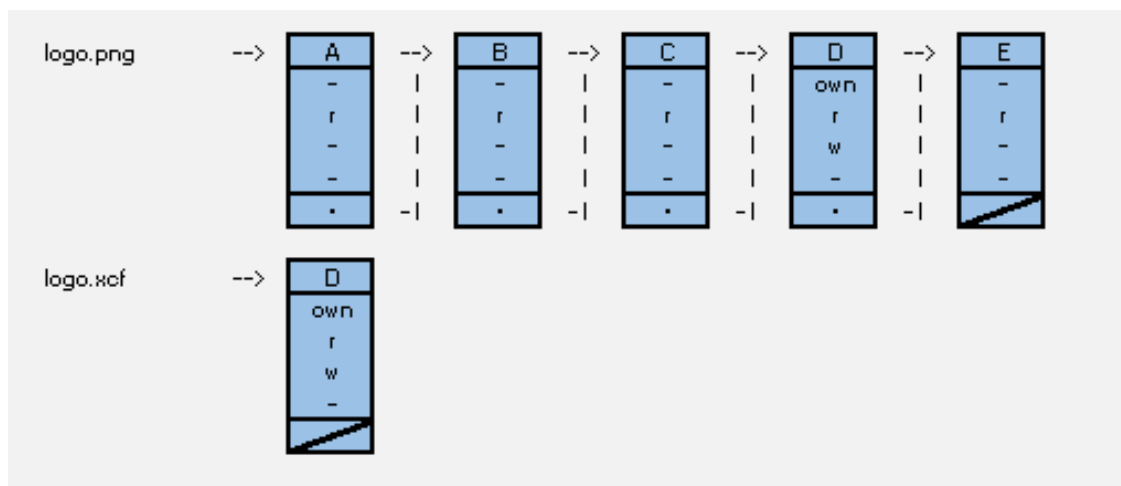 logo.png --> A --> B --> C --> D --> E
- | - | - | own | -
r | r | r | r | r
- | - | - | w | -
- | - | - | - | -
. -| . -| . -| . -|
logo.xcf --> D
own
r
w
-